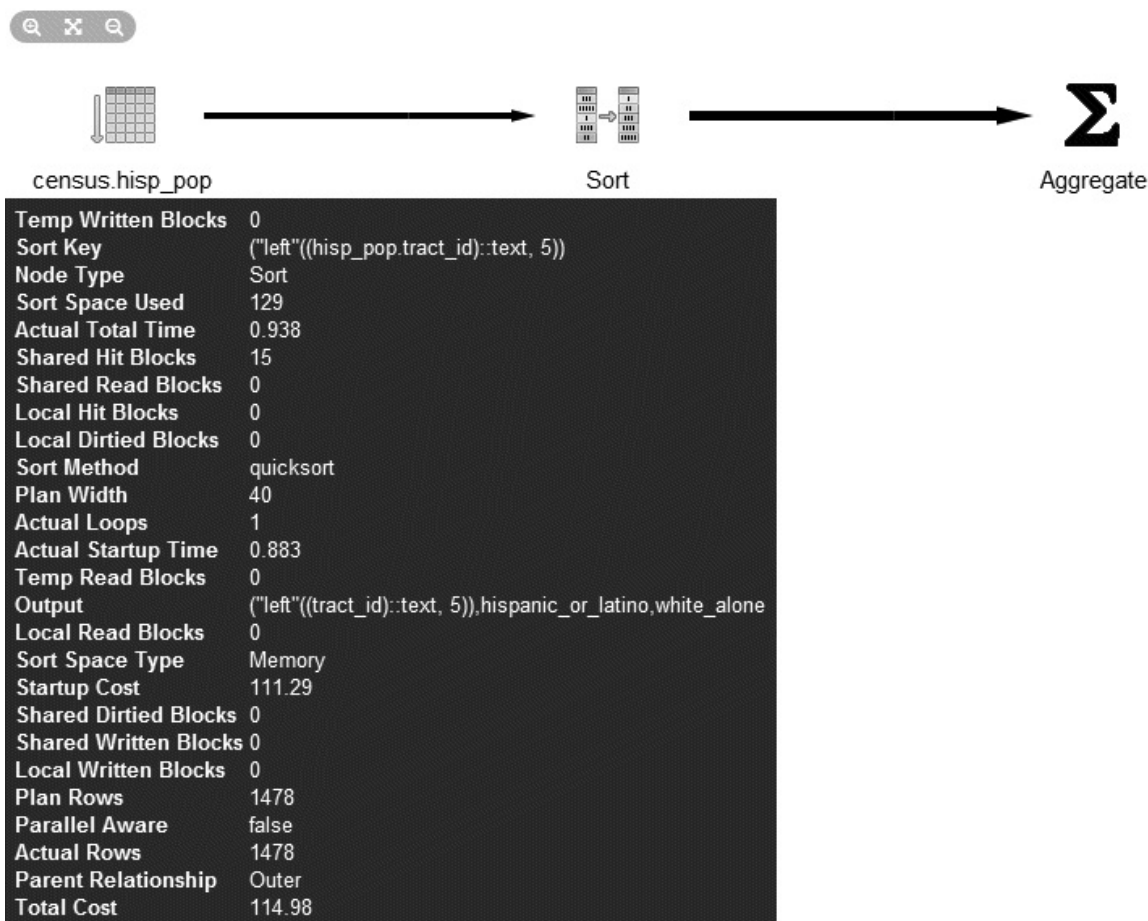 census.hisp_pop Sort Aggregate
Temp Written Blocks 0
Sort Key ("left"((hisp_pop.tract_id)::text, 5))
Node Type Sort
Sort Space Used 129
Actual Total Time 0.938
Shared Hit Blocks 15
Shared Read Blocks 0
Local Hit Blocks 0
Local Dirtied Blocks 0
Sort Method quicksort
Plan Width 40
Actual Loops 1
Actual Startup Time 0.883
Temp Read Blocks 0
Output ("left"((tract_id)::text, 5)),hispanic_or_latino,white_alone
Local Read Blocks 0
Sort Space Type Memory
Startup Cost 111.29
Shared Dirtied Blocks 0
Shared Written Blocks 0
Local Written Blocks 0
Plan Rows 1478
Parallel Aware false
Actual Rows 1478
Parent Relationship Outer
Total Cost 114.98